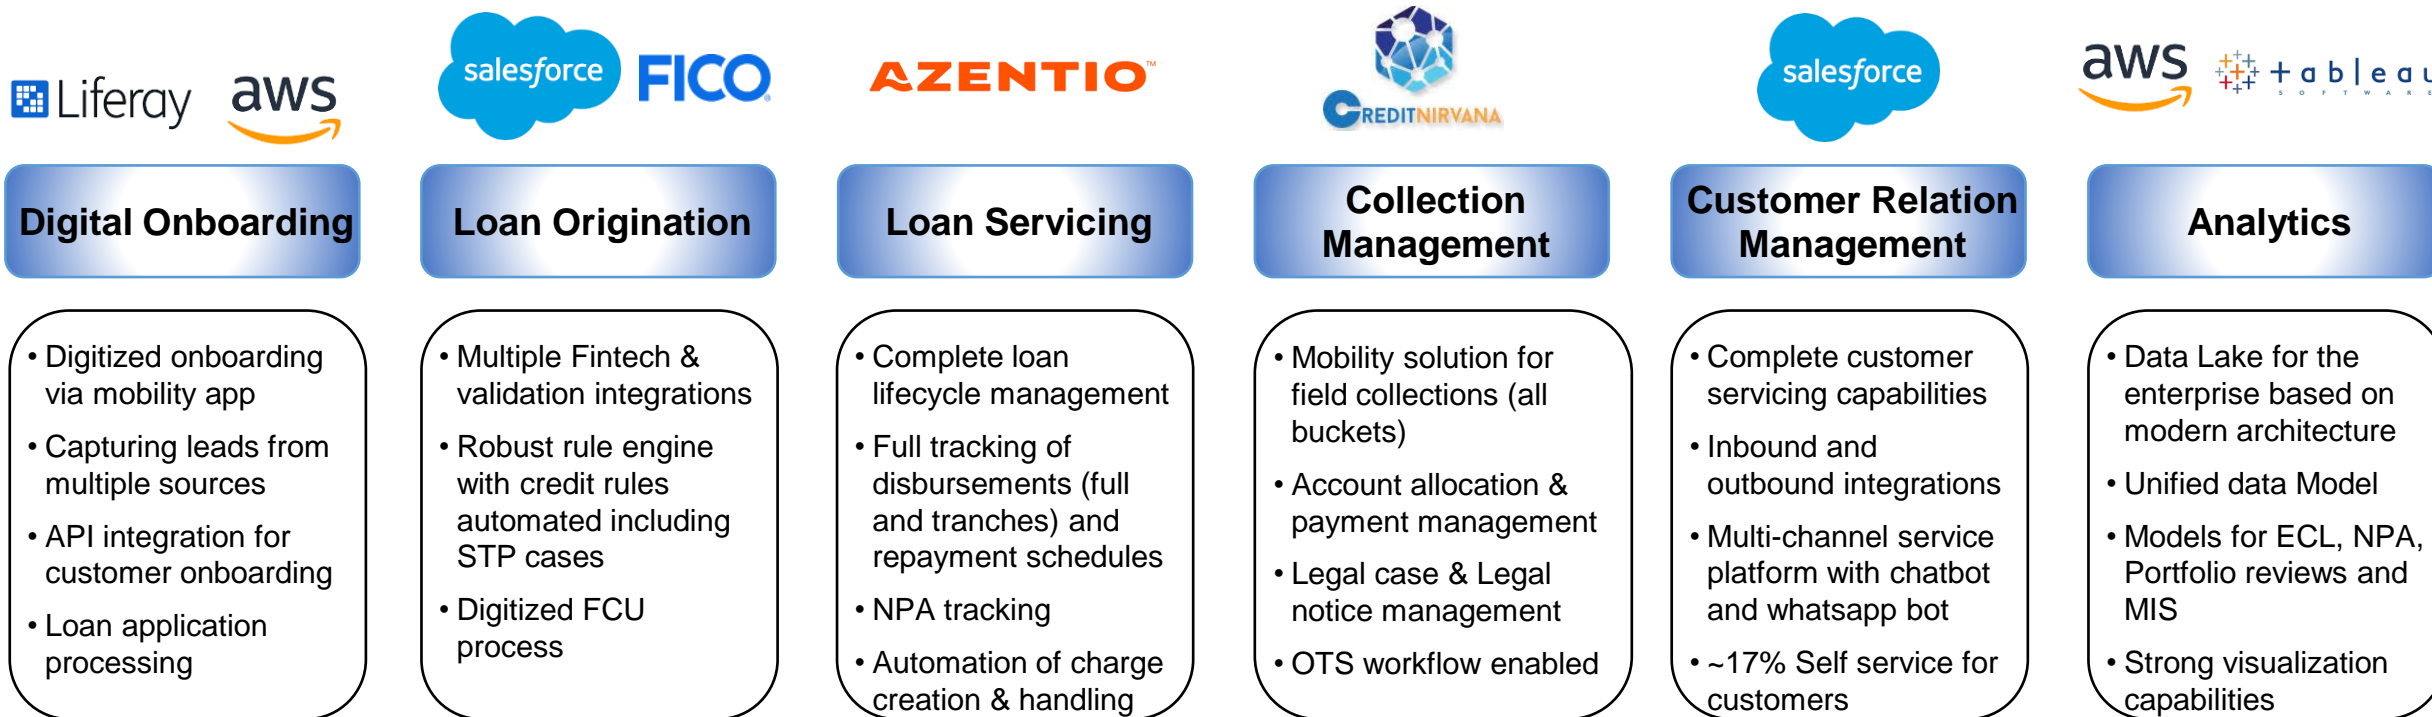 Liferay
aws
salesforce
FICO
AZENTIO™
CREDITNIRVANA
salesforce
aws
+ableau
SOFTWARE
Digital Onboarding
Loan Origination
Loan Servicing
Collection
Management
Customer Relation
Management
Analytics
• Digitized onboarding
via mobility app
• Capturing leads from
multiple sources
• API integration for
customer onboarding
• Loan application
processing
• Multiple Fintech &
validation integrations
• Robust rule engine
with credit rules
automated including
STP cases
• Digitized FCU
process
• Complete loan
lifecycle management
• Full tracking of
disbursements (full
and tranches) and
repayment schedules
• NPA tracking
• Automation of charge
creation & handling
• Mobility solution for
field collections (all
buckets)
• Account allocation &
payment management
• Legal case & Legal
notice management
• OTS workflow enabled
• Complete customer
servicing capabilities
• Inbound and
outbound integrations
• Multi-channel service
platform with chatbot
and whatsapp bot
• ~17% Self service for
customers
• Data Lake for the
enterprise based on
modern architecture
• Unified data Model
• Models for ECL, NPA,
Portfolio reviews and
MIS
• Strong visualization
capabilities